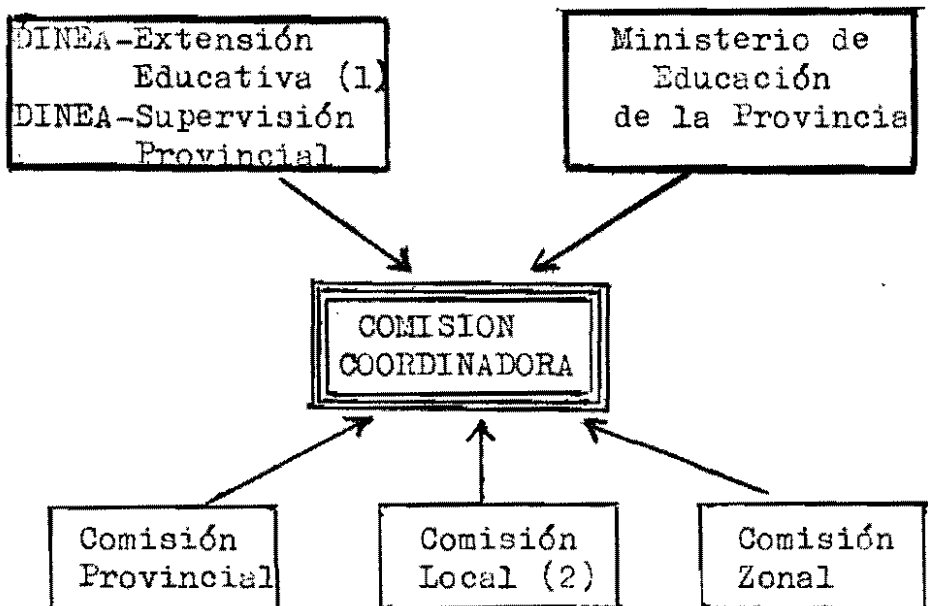 DINEA-Extensión
Educativa (1)
DINEA-Supervisión
Provincial
Ministerio de
Educación
de la Provincia
COMISION
COORDINADORA
Comisión
Provincial
Comisión
Local (2)
Comisión
Zonal